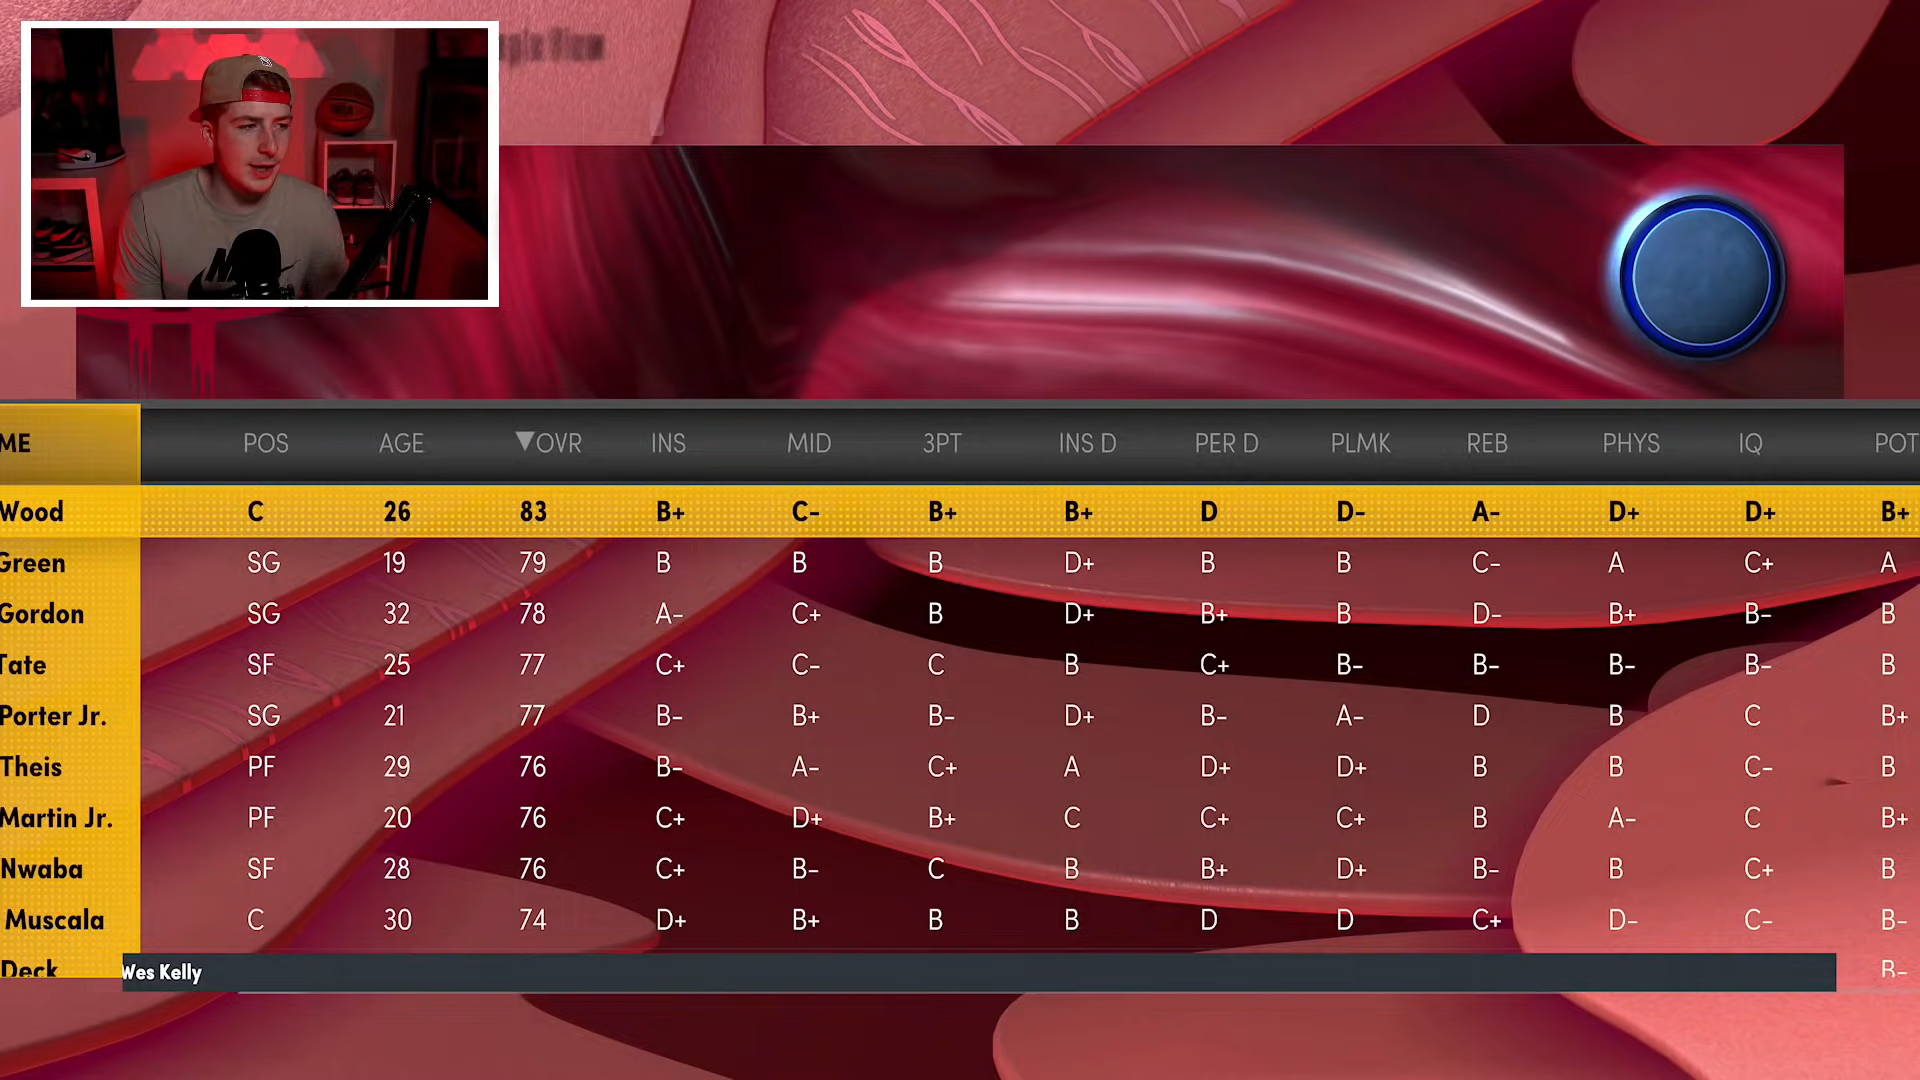 ME POS AGE ▼OVR INS MID 3PT INS D PER D PLMK REB PHYS IQ POT
Wood C 26 83 B+ C- B+ B+ D D- A- D+ D+ B+
Green SG 19 79 B B B D+ B B C- A C+ A
Gordon SG 32 78 A- C+ B D+ B+ B D- B+ B- B
Tate SF 25 77 C+ C- C B C+ B- B- B- B- B
Porter Jr. SG 21 77 B- B+ B- D+ B- A- D B C B+
Theis PF 29 76 B- A- C+ A D+ D+ B B C- B
Martin Jr. PF 20 76 C+ D+ B+ C C+ C+ B A- C B+
Nwaba SF 28 76 C+ B- C B B+ D+ B- B C+ B
Muscala C 30 74 D+ B+ B B D D C+ D- C- B-
Deck B-
Wes Kelly